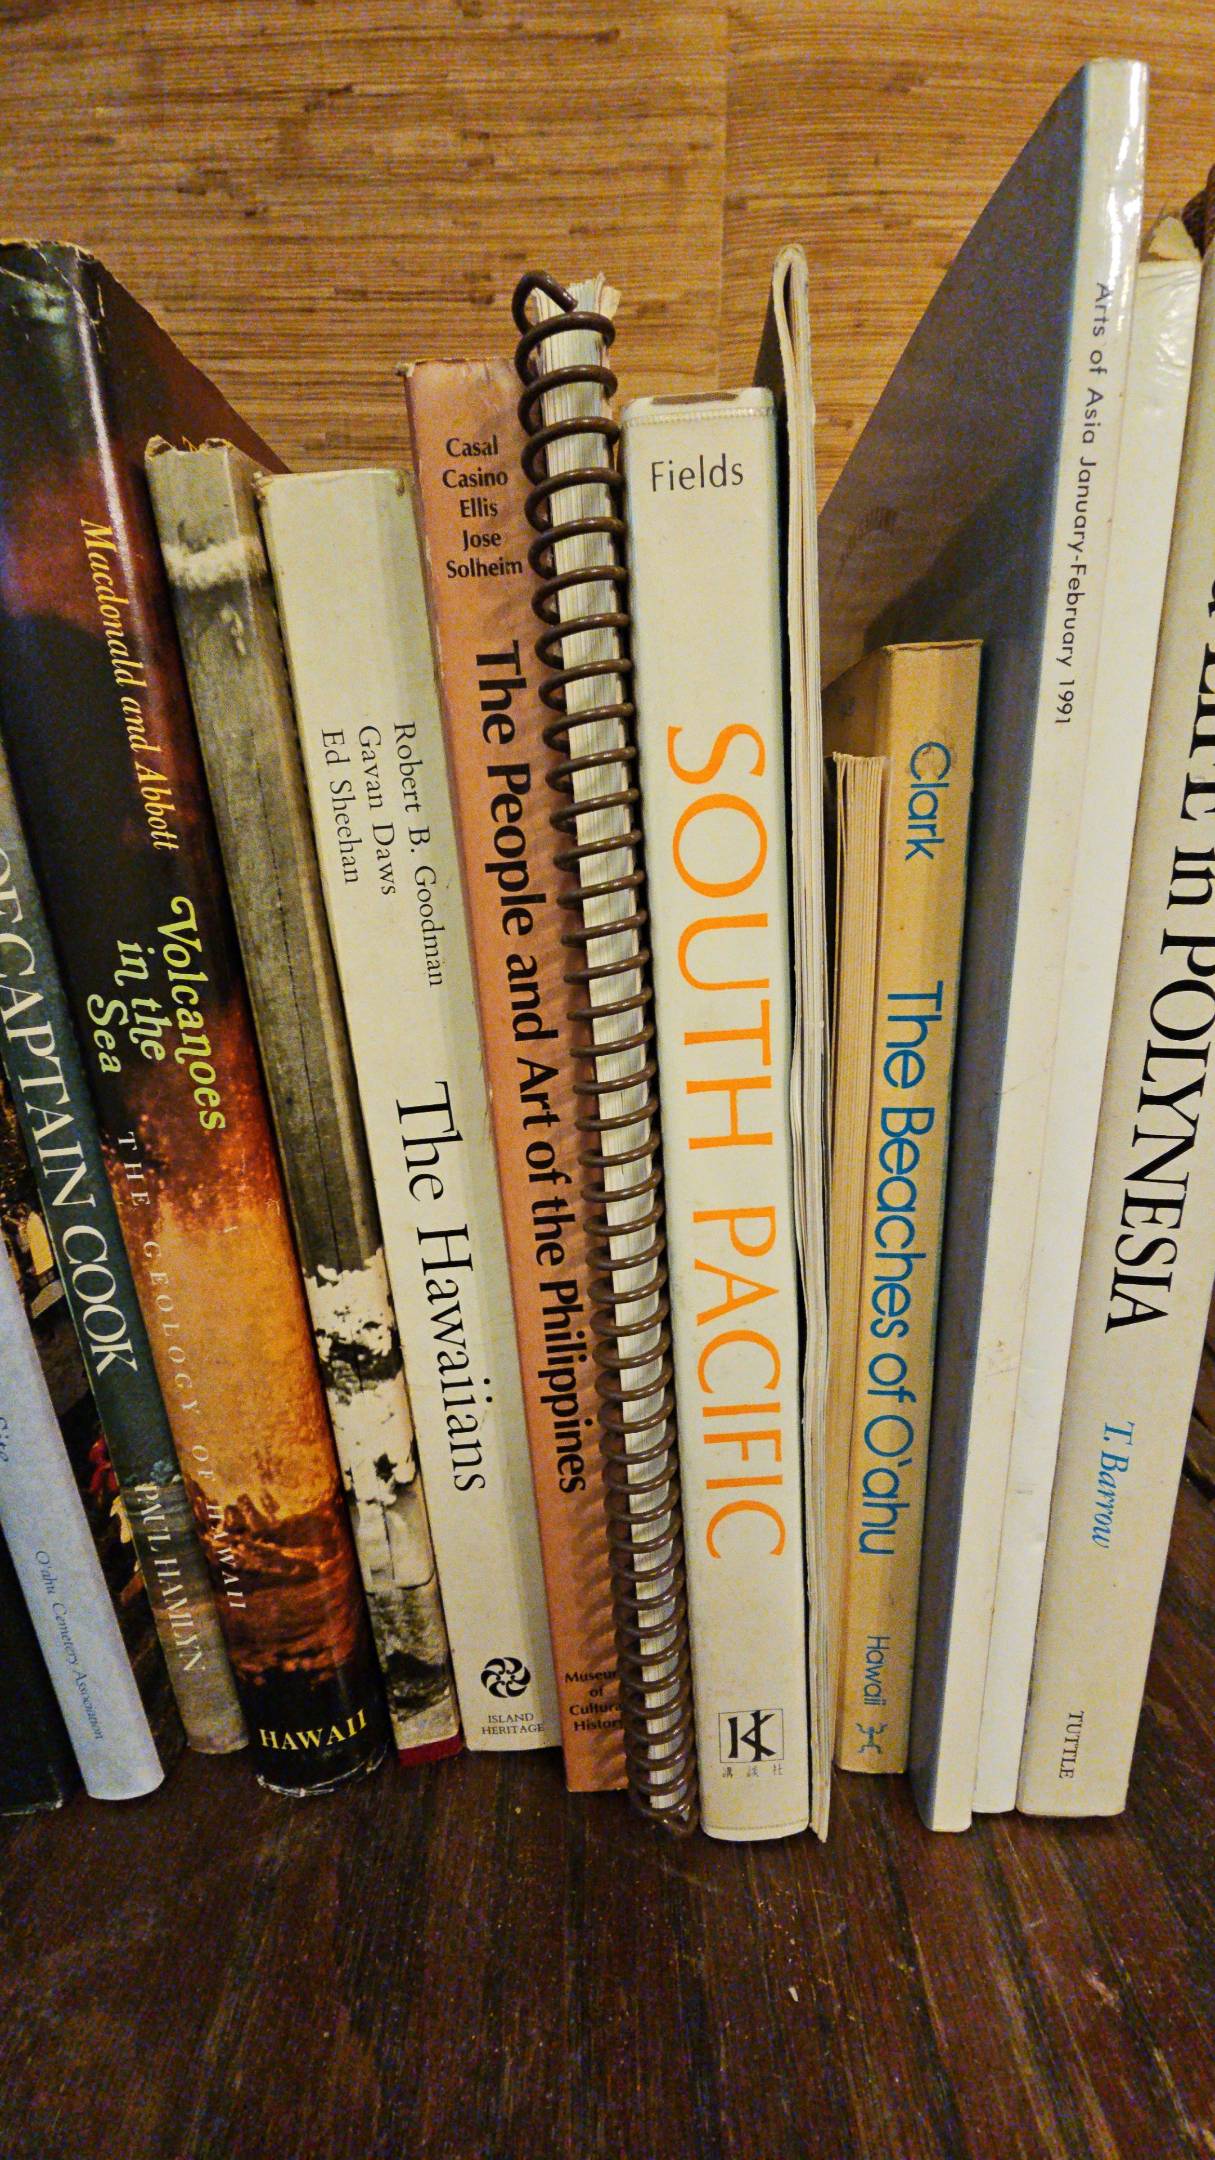 OF CAPTAIN COOK
PAUL HAMLYN
Site
O'ahu Cemetery Association
Macdonald and Abbott
Volcanoes
in the
Sea
THE GEOLOGY OF HAWAII
HAWAII
Robert B. Goodman
Gavan Daws
Ed Sheehan
The Hawaiians
ISLAND
HERITAGE
Casal
Casino
Ellis
Jose
Solheim
The People and Art of the Philippines
Museum
of
Cultural
History
Fields
SOUTH PACIFIC
講談社
Clark
The Beaches of O'ahu
Hawaii
Arts of Asia January-February 1991
LIFE in POLYNESIA
T. Barrow
TUTTLE